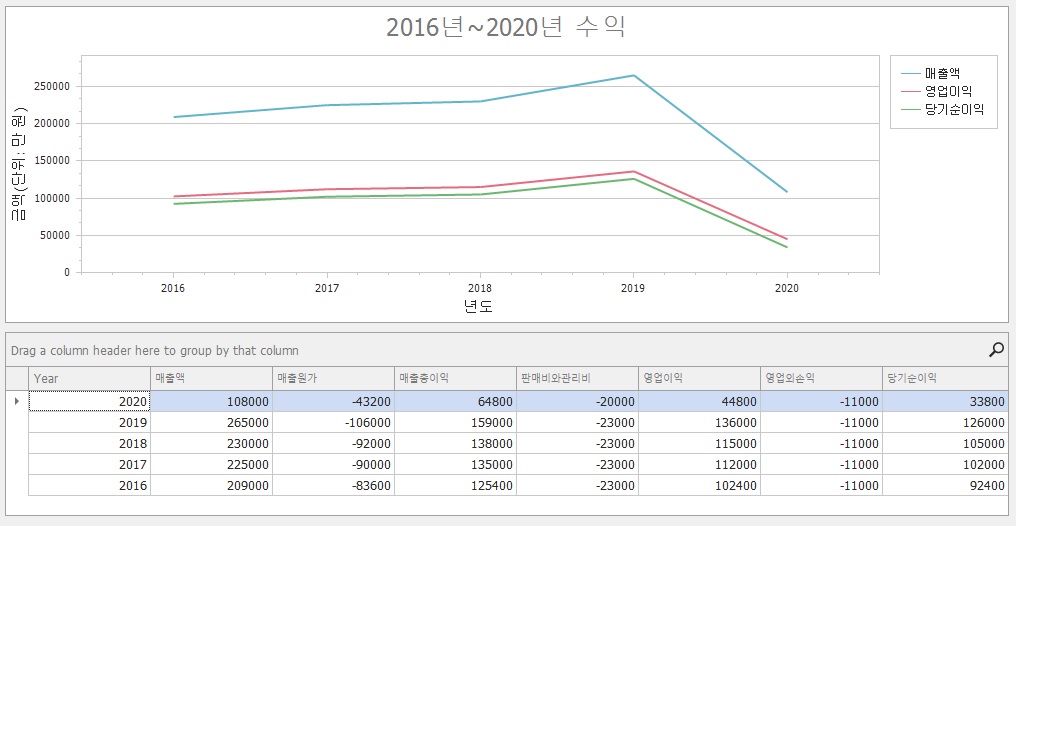 2016년~2020년 수익
매출액
영업이익
당기순이익
금액(단위: 만 원)
250000
200000
150000
100000
50000
0
2016 2017 2018 2019 2020
년도
Drag a column header here to group by that column
Year 매출액 매출원가 매출총이익 판매비와관리비 영업이익 영업외손익 당기순이익
2020 108000 -43200 64800 -20000 44800 -11000 33800
2019 265000 -106000 159000 -23000 136000 -11000 126000
2018 230000 -92000 138000 -23000 115000 -11000 105000
2017 225000 -90000 135000 -23000 112000 -11000 102000
2016 209000 -83600 125400 -23000 102400 -11000 92400